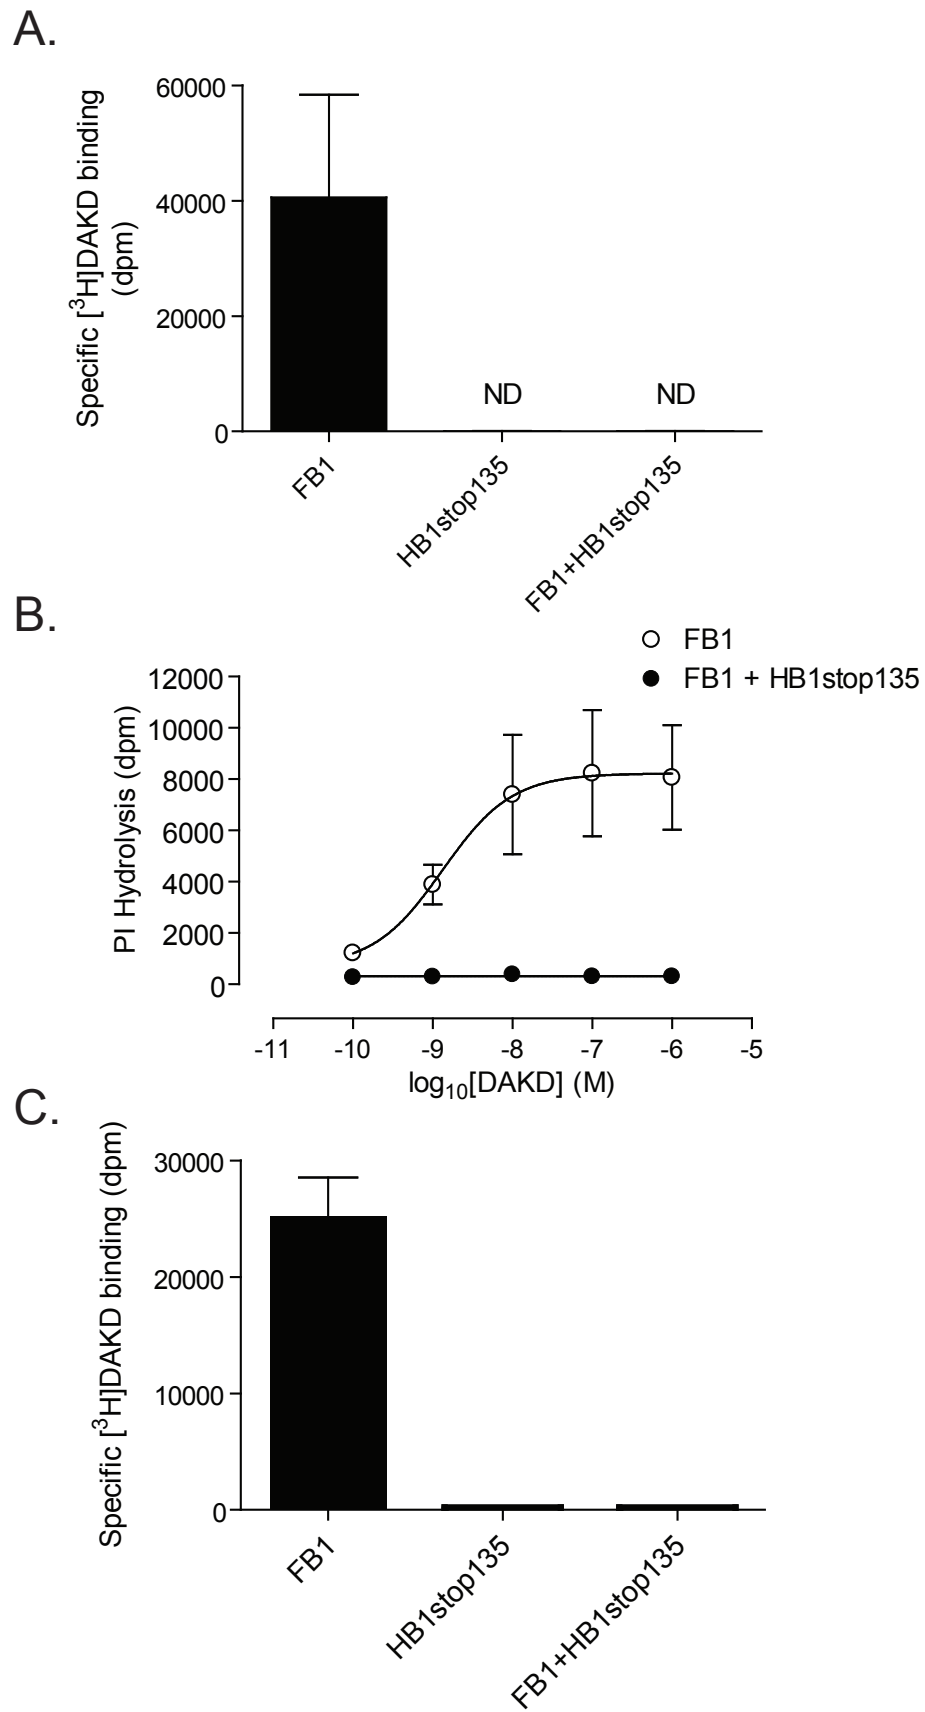 A.
Specific [³H]DAKD binding
(dpm)
60000
40000
20000
0
ND
ND
FB1
HB1stop135
FB1+HB1stop135
B.
FB1
FB1 + HB1stop135
PI Hydrolysis (dpm)
12000
10000
8000
6000
4000
2000
0
-11 -10 -9 -8 -7 -6 -5
log₁₀[DAKD] (M)
C.
Specific [³H]DAKD binding (dpm)
30000
20000
10000
0
FB1
HB1stop135
FB1+HB1stop135